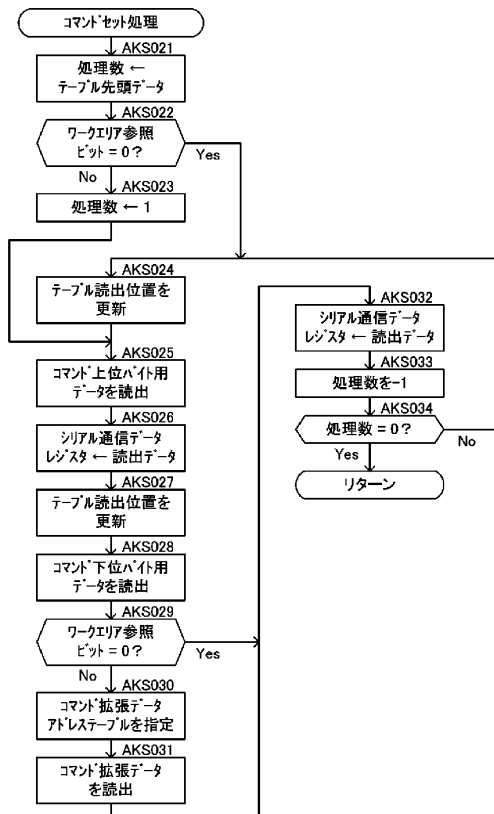 コマンドセット処理
AKS021
処理数 ←
テーブル先頭データ
AKS022
ワークエリア参照
ビット = 0?
Yes
No
AKS023
処理数 ← 1
AKS024
テーブル読出位置を
更新
AKS025
コマンド上位バイト用
データを読出
AKS026
シリアル通信データ
レジスタ ← 読出データ
AKS027
テーブル読出位置を
更新
AKS028
コマンド下位バイト用
データを読出
AKS029
ワークエリア参照
ビット = 0?
Yes
No
AKS030
コマンド拡張データ
アドレステーブルを指定
AKS031
コマンド拡張データ
を読出
AKS032
シリアル通信データ
レジスタ ← 読出データ
AKS033
処理数を-1
AKS034
処理数 = 0?
No
Yes
リターン